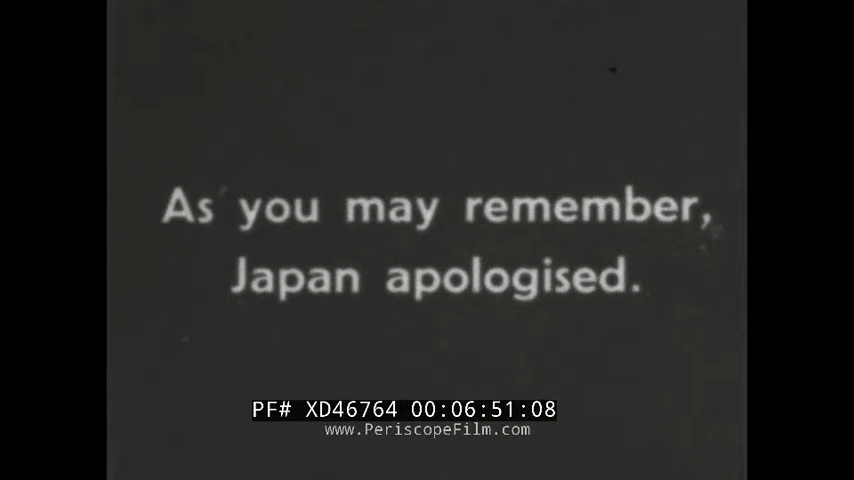 As you may remember,
Japan apologised.
PF# XD46764 00:06:51:08
www.PeriscopeFilm.com